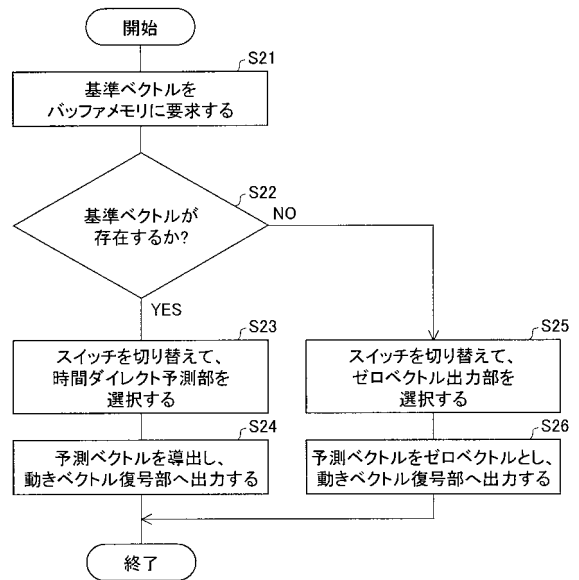 開始
S21
基準ベクトルを
バッファメモリに要求する
S22
基準ベクトルが
存在するか?
NO
YES
S23
スイッチを切り替えて、
時間ダイレクト予測部を
選択する
S25
スイッチを切り替えて、
ゼロベクトル出力部を
選択する
S24
予測ベクトルを導出し、
動きベクトル復号部へ出力する
S26
予測ベクトルをゼロベクトルとし、
動きベクトル復号部へ出力する
終了